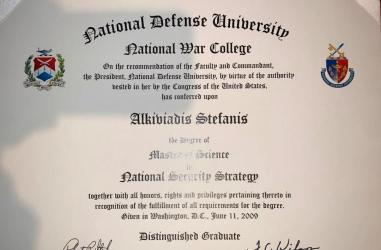 National Defense University
National War College
On the recommendation of the Faculty and Commandant,
the President, National Defense University, by virtue of the authority
vested in her by the Congress of the United States,
has conferred upon
Alkiviadis Stefanis
the Degree of
Master of Science
in
National Security Strategy
together with all honors, rights and privileges pertaining thereto in
recognition of the fulfillment of all requirements for the degree.
Given in Washington, D.C., June 11, 2009
Distinguished Graduate